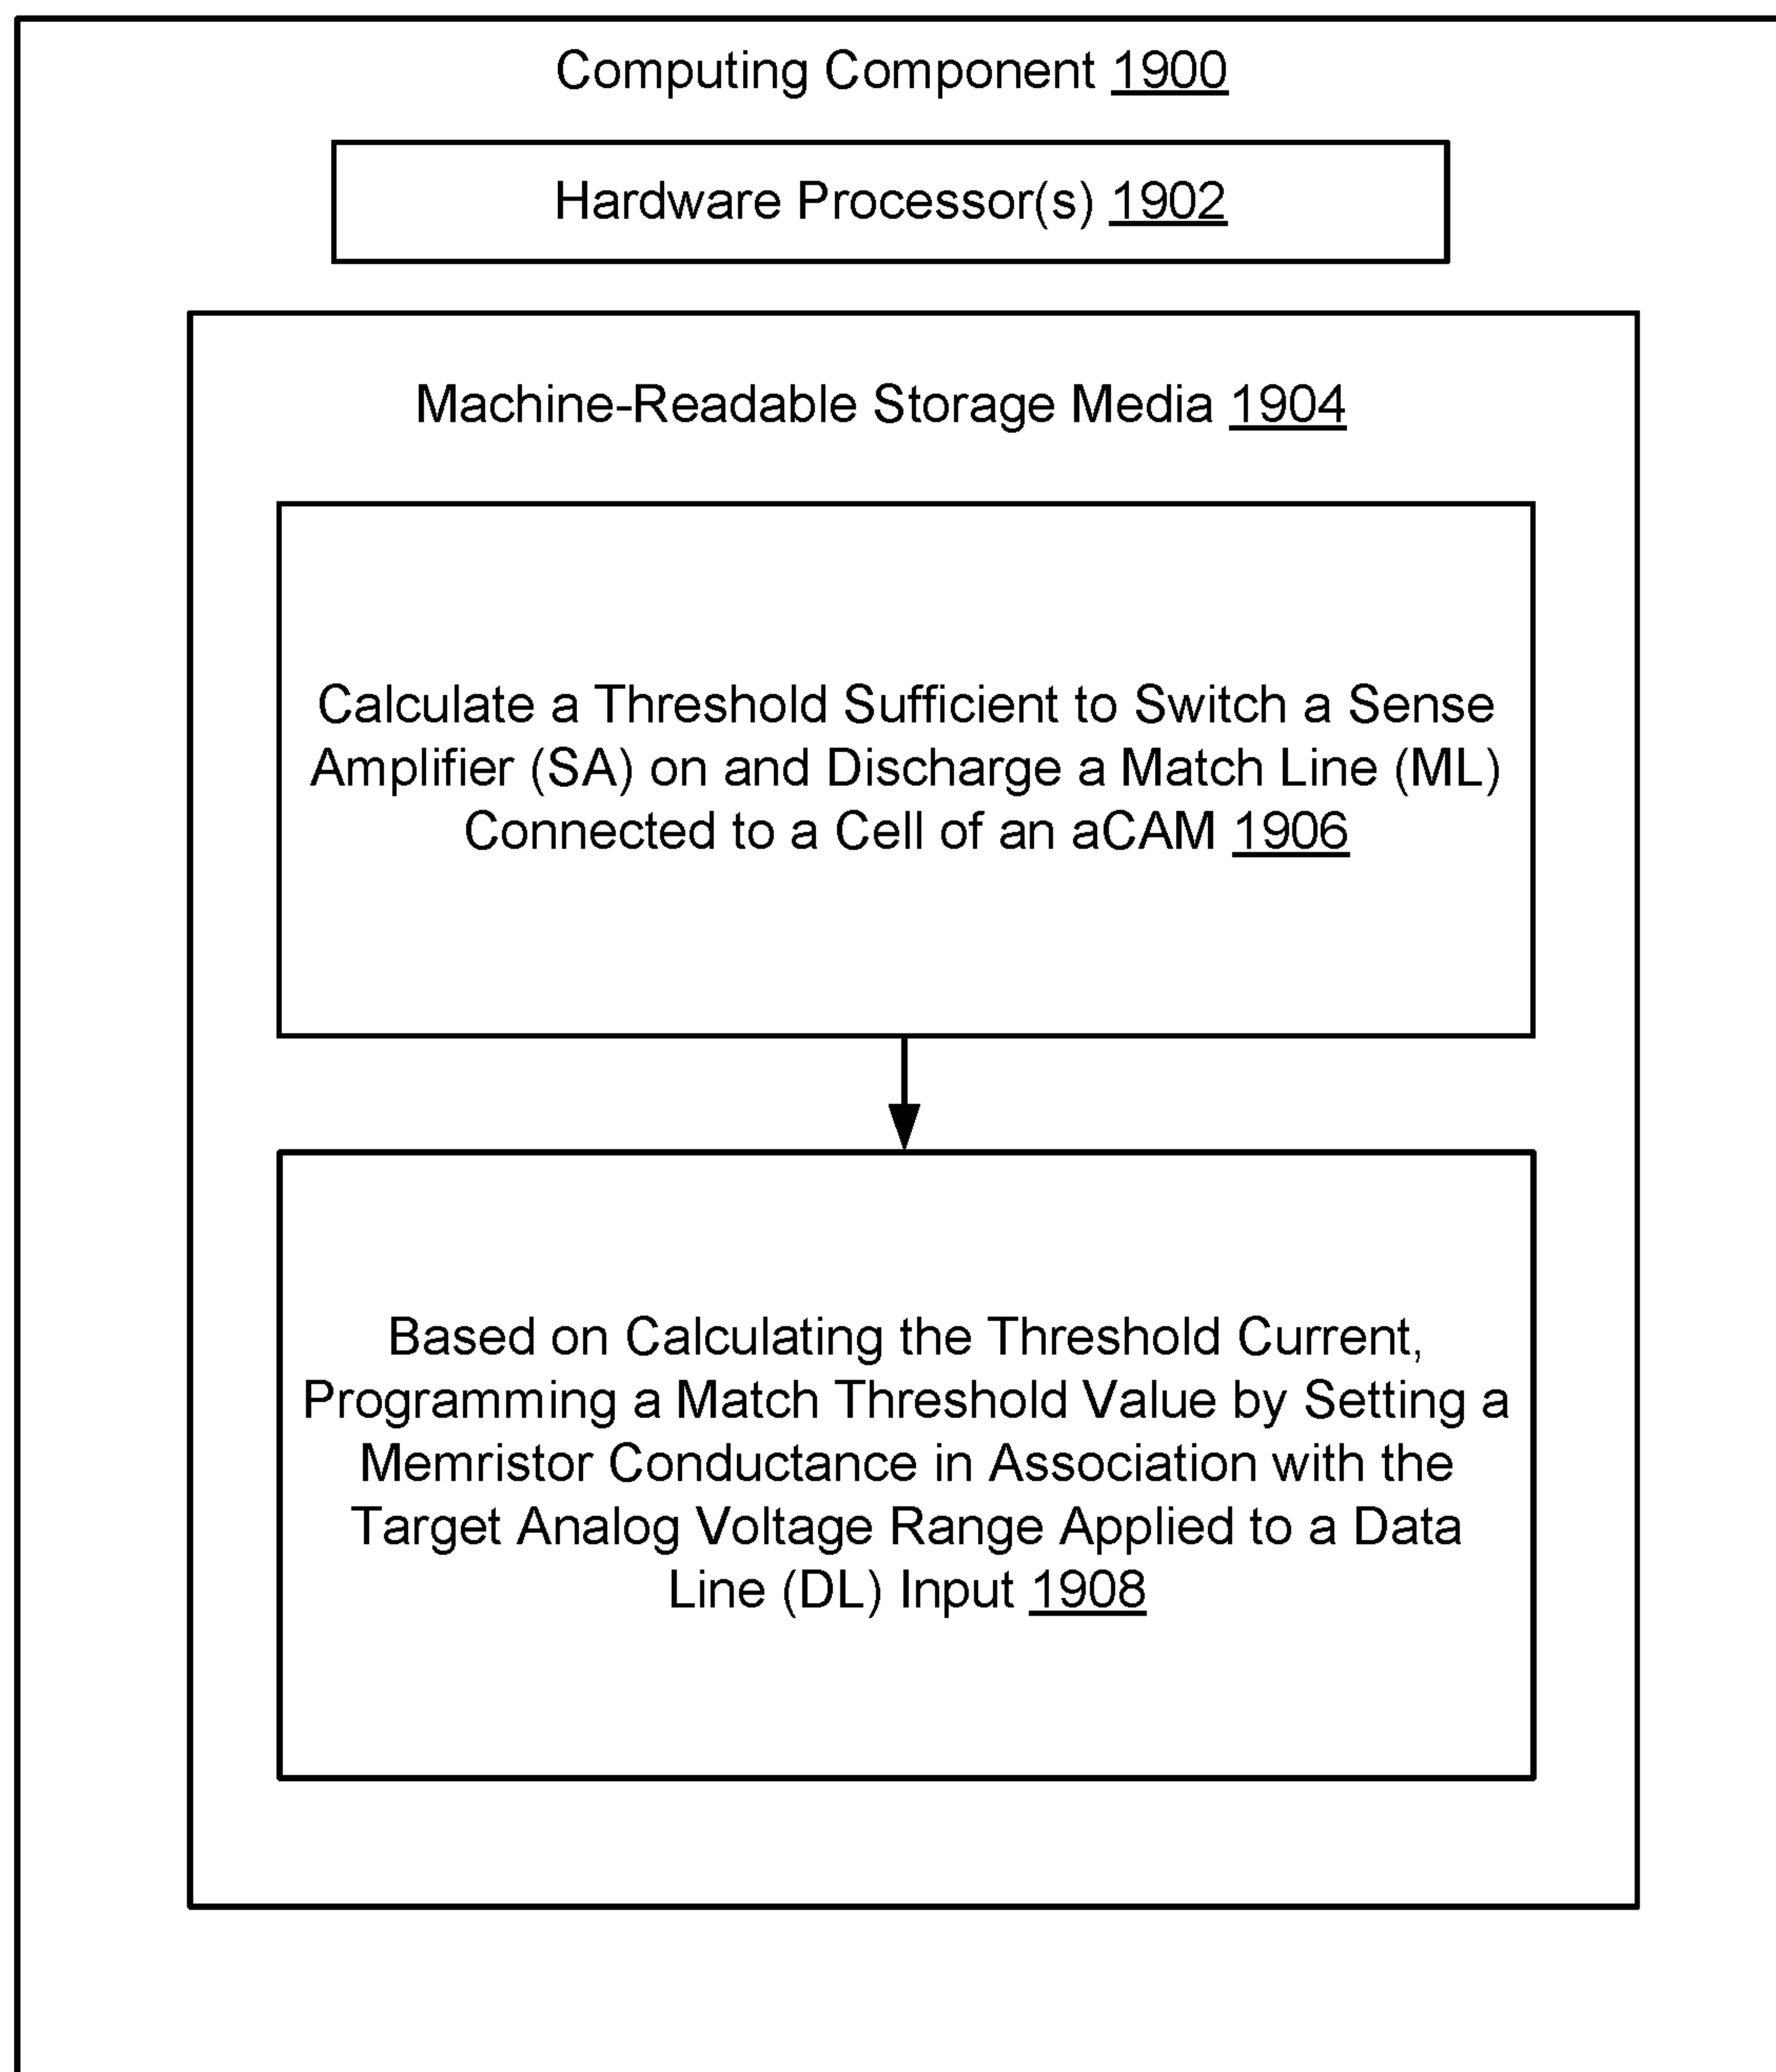 Computing Component 1900
Hardware Processor(s) 1902
Machine-Readable Storage Media 1904
Calculate a Threshold Sufficient to Switch a Sense
Amplifier (SA) on and Discharge a Match Line (ML)
Connected to a Cell of an aCAM 1906
Based on Calculating the Threshold Current,
Programming a Match Threshold Value by Setting a
Memristor Conductance in Association with the
Target Analog Voltage Range Applied to a Data
Line (DL) Input 1908